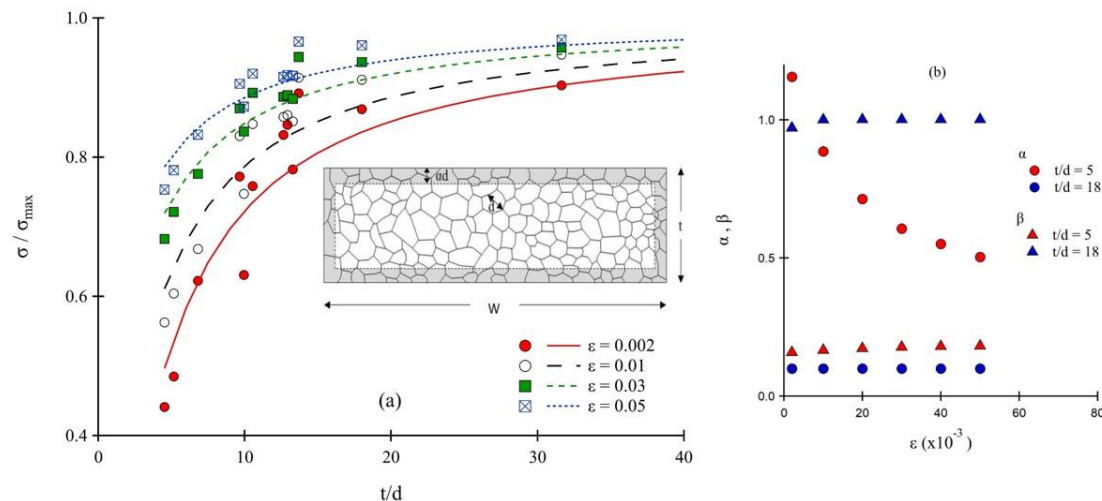 1.0
0.9
0.8
0.6
0.4
σ / σmax
0
10
20
30
40
t/d
(a)
αd
d
t
W
ε = 0.002
ε = 0.01
ε = 0.03
ε = 0.05
(b)
1.0
0.5
0.0
α , β
0
20
40
60
80
ε (x10-3)
α
t/d = 5
t/d = 18
β
t/d = 5
t/d = 18